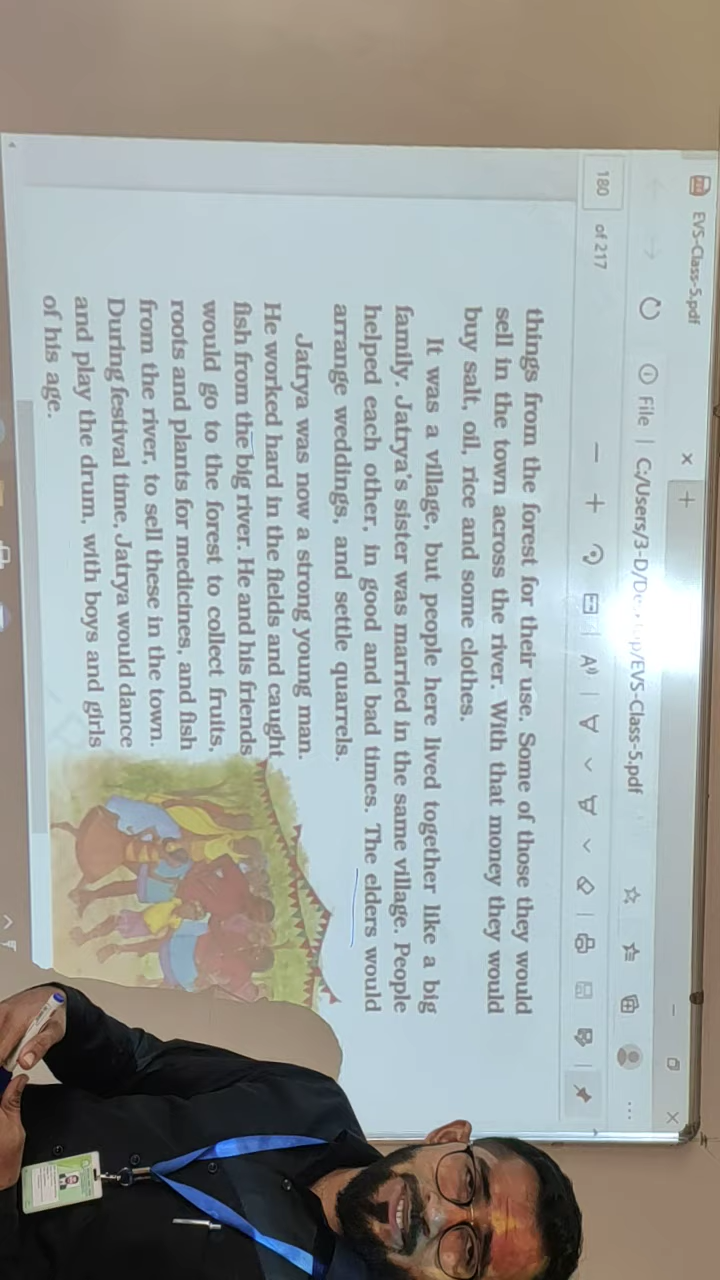 EVS-Class-5.pdf
File | C:/Users/3-D/Desktop/EVS-Class-5.pdf
180 of 217
things from the forest for their use. Some of those they would
sell in the town across the river. With that money they would
buy salt, oil, rice and some clothes.
It was a village, but people here lived together like a big
family. Jatrya's sister was married in the same village. People
helped each other, in good and bad times. The elders would
arrange weddings, and settle quarrels.
Jatrya was now a strong young man.
He worked hard in the fields and caught
fish from the big river. He and his friends
would go to the forest to collect fruits,
roots and plants for medicines, and fish
from the river, to sell these in the town.
During festival time, Jatrya would dance
and play the drum, with boys and girls
of his age.